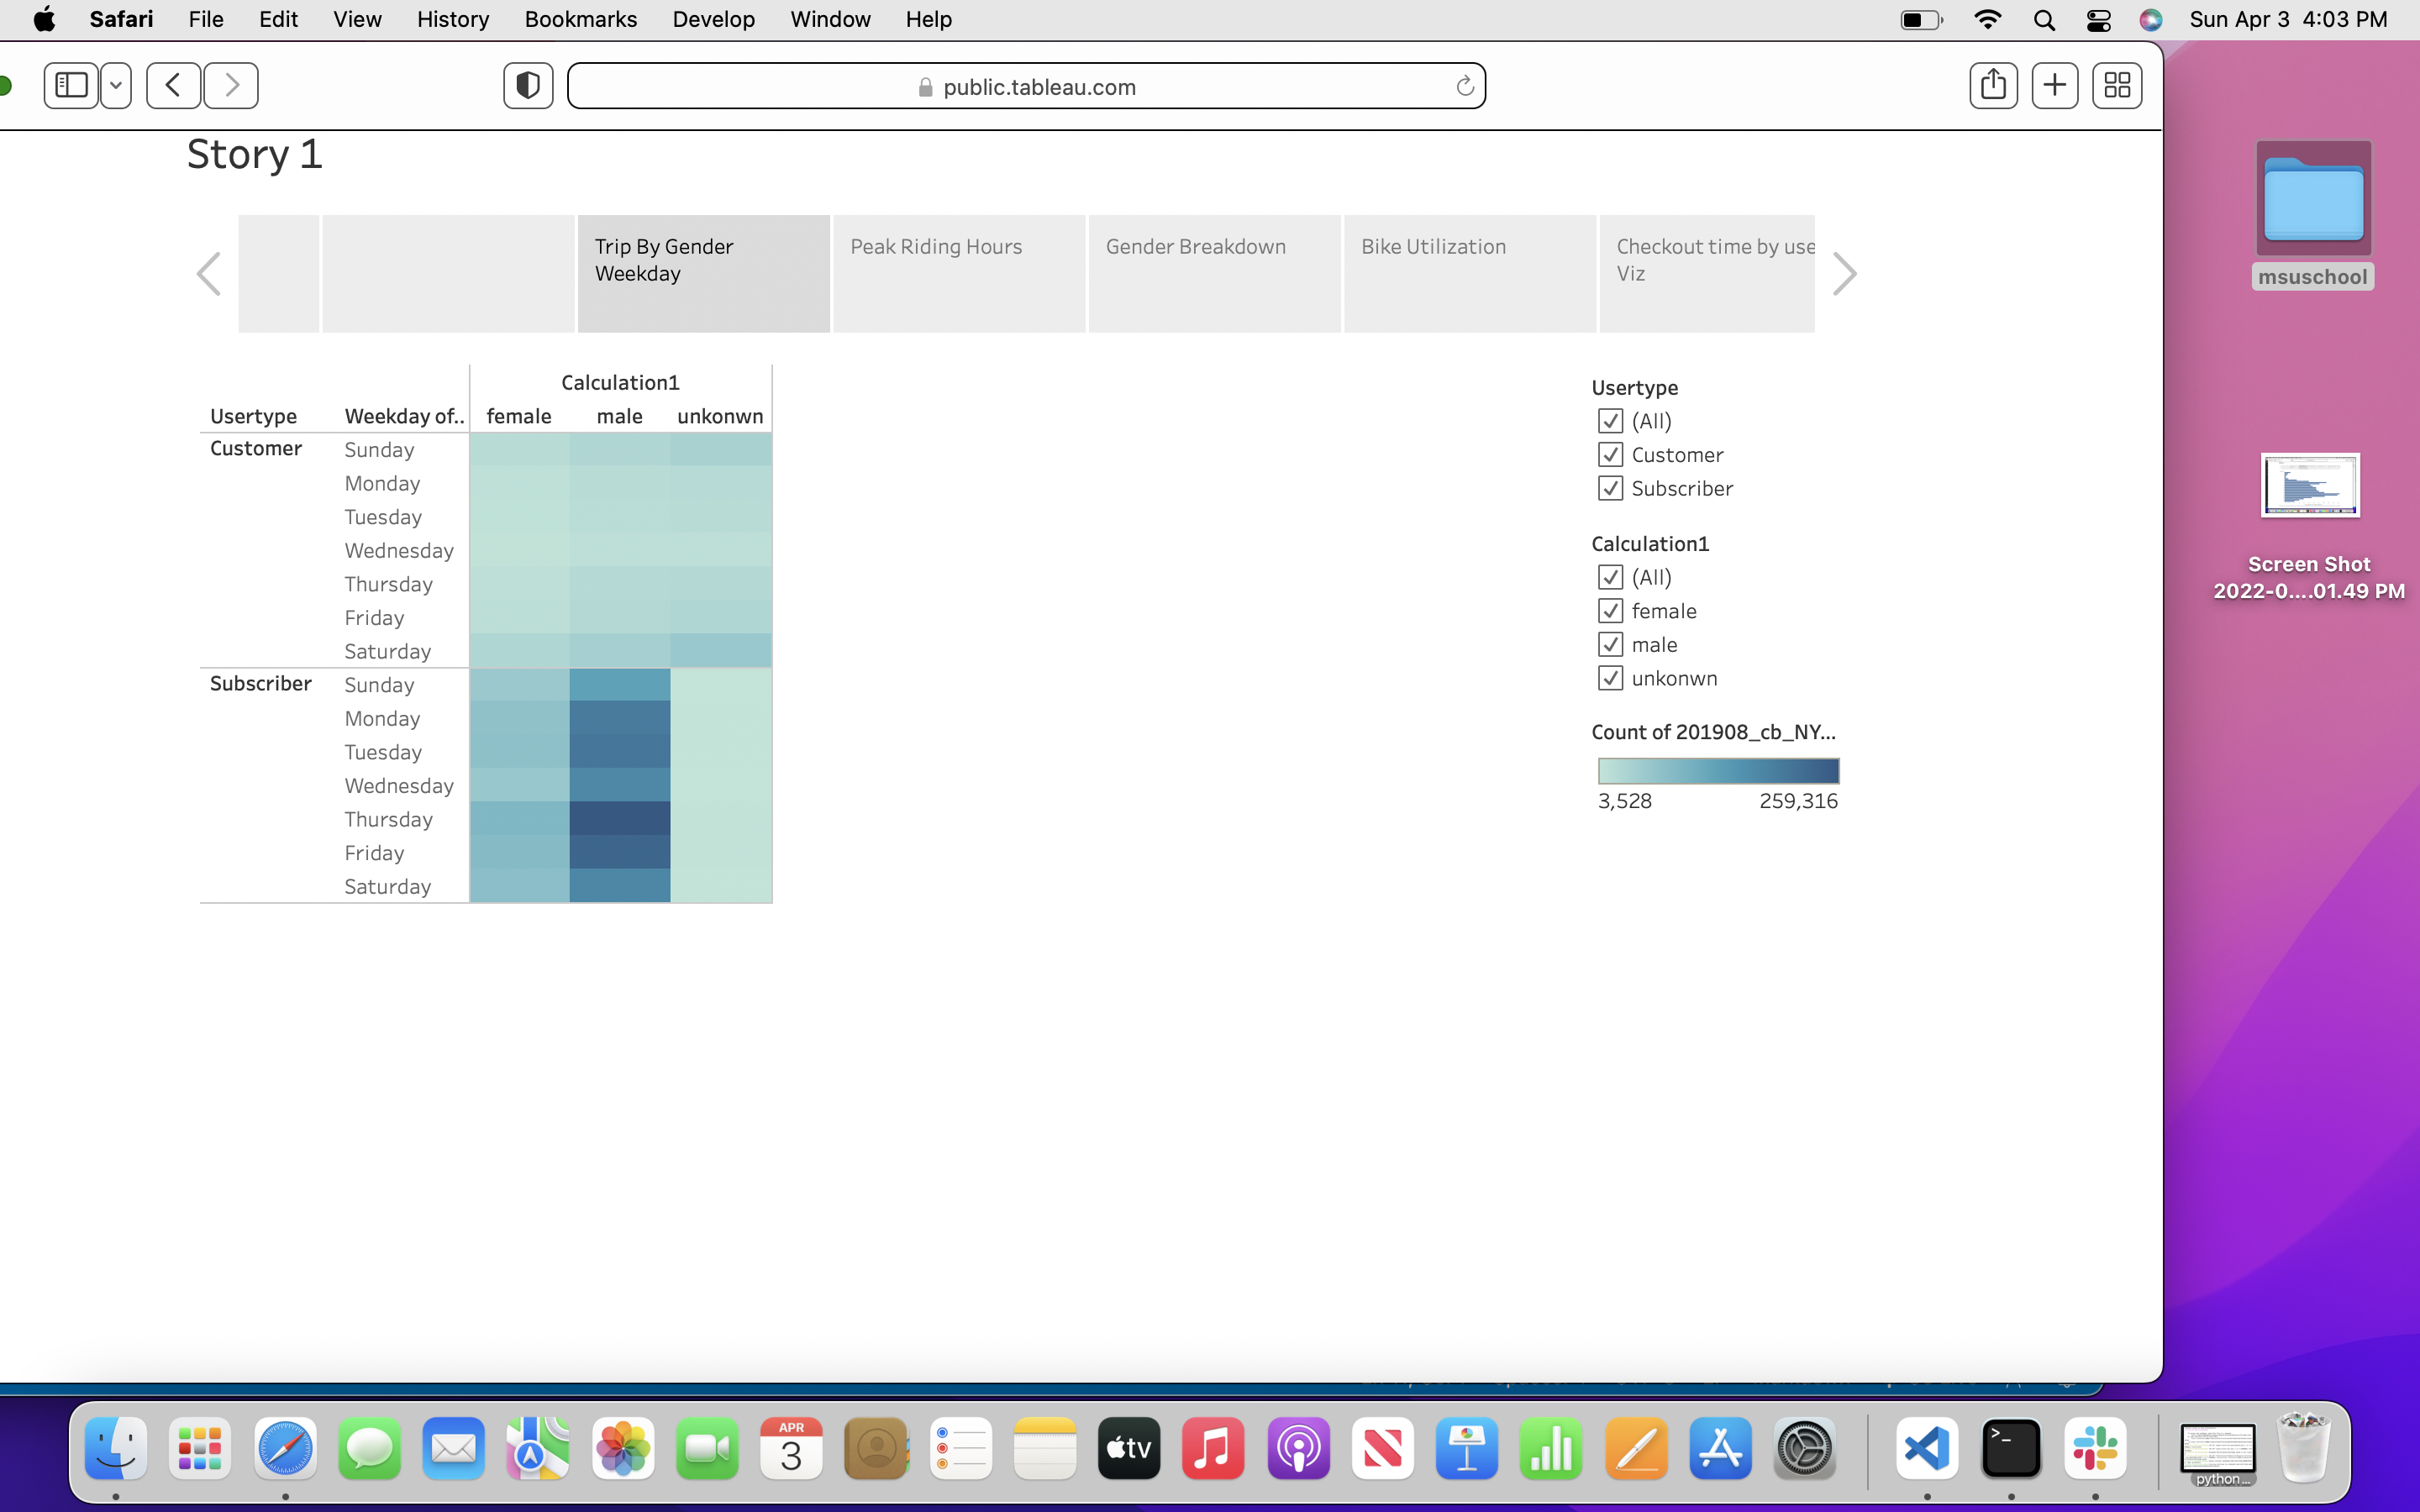 Safari File Edit View History Bookmarks Develop Window Help Sun Apr 3 4:03 PM
public.tableau.com
Story 1
Trip By Gender Weekday
Peak Riding Hours
Gender Breakdown
Bike Utilization
Checkout time by use
Viz
Calculation1
Usertype Weekday of.. female male unkonwn
Customer Sunday
Monday
Tuesday
Wednesday
Thursday
Friday
Saturday
Subscriber Sunday
Monday
Tuesday
Wednesday
Thursday
Friday
Saturday
Usertype
(All)
Customer
Subscriber
Calculation1
(All)
female
male
unkonwn
Count of 201908_cb_NY...
3,528 259,316
msuschool
Screen Shot
2022-0....01.49 PM
APR
3
tv
>_
python...